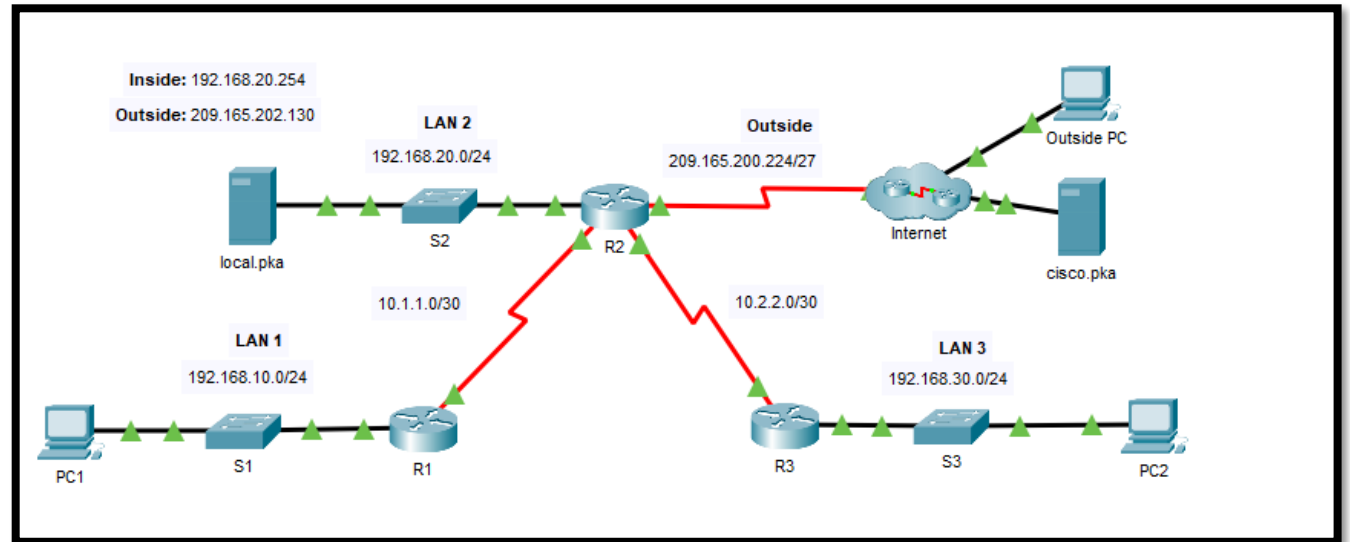 Inside: 192.168.20.254
Outside: 209.165.202.130
LAN 2
192.168.20.0/24
Outside
209.165.200.224/27
Outside PC
Internet
cisco.pka
local.pka
S2
R2
10.1.1.0/30
10.2.2.0/30
LAN 1
192.168.10.0/24
LAN 3
192.168.30.0/24
PC1
S1
R1
R3
S3
PC2